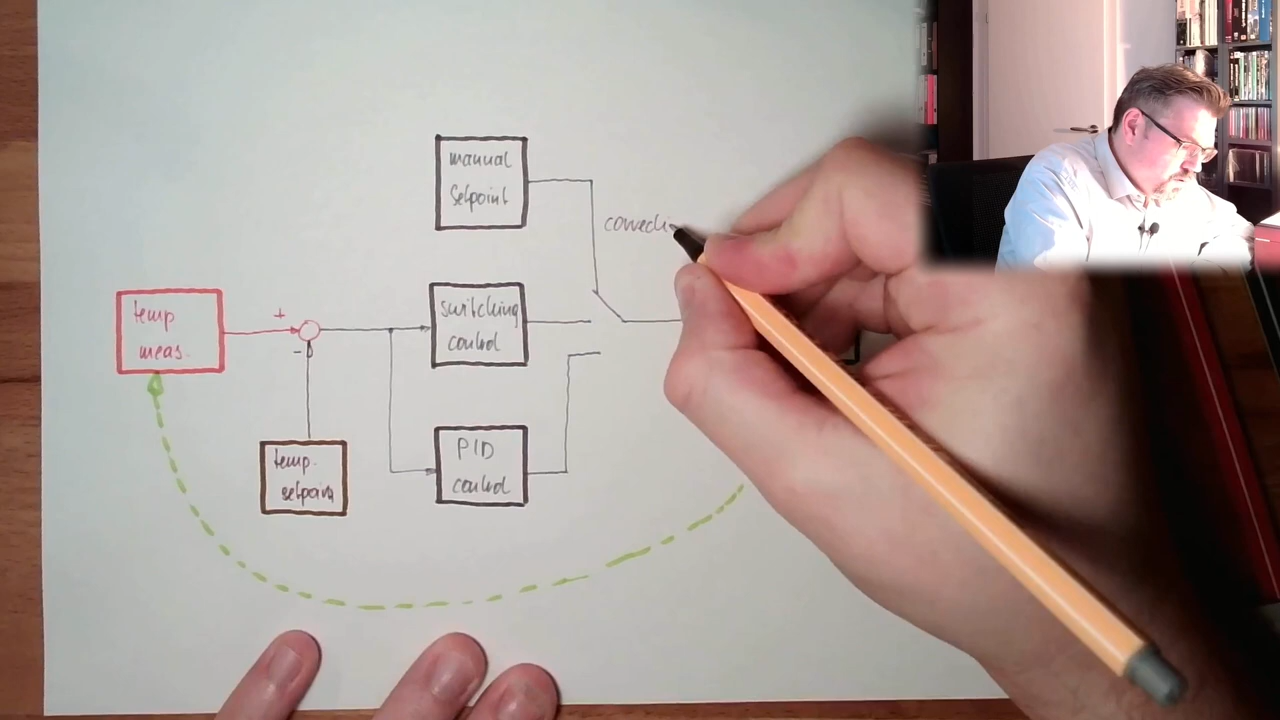 manual
Setpoint
correcti
temp
meas.
+
-
switching
control
temp.
setpoint
PID
control